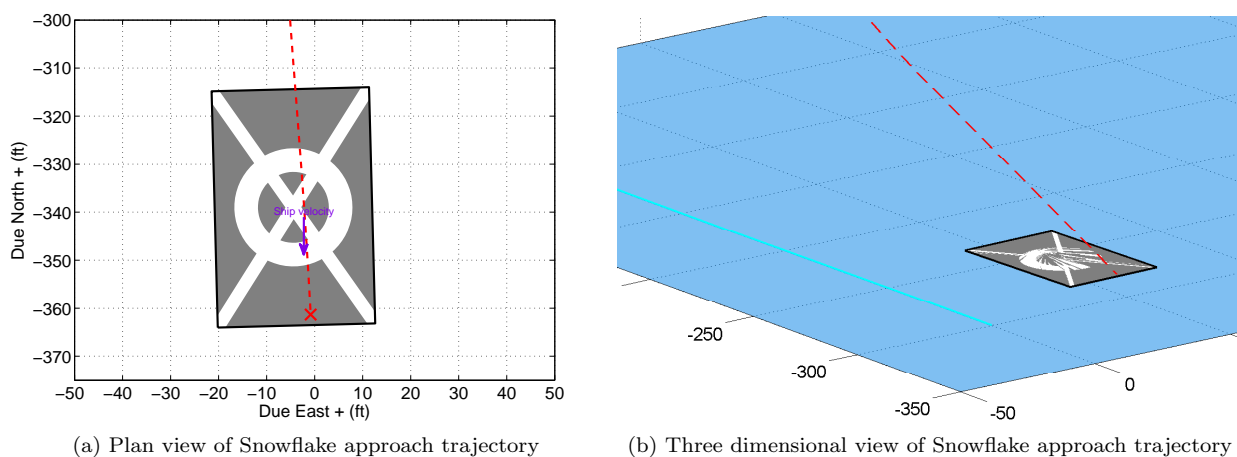 −300
−310
−320
−330
−340
−350
−360
−370
Due North + (ft)
Ship velocity
−50 −40 −30 −20 −10 0 10 20 30 40 50
Due East + (ft)
-250
-300
-350
-50
0
(a) Plan view of Snowflake approach trajectory
(b) Three dimensional view of Snowflake approach trajectory